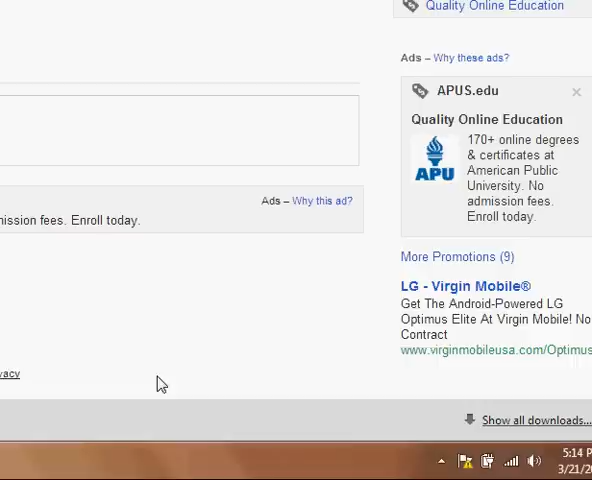 Quality Online Education
Ads – Why these ads?
APUS.edu
Quality Online Education
170+ online degrees
& certificates at
American Public
University. No
admission fees.
Enroll today.
APU
Ads – Why this ad?
nission fees. Enroll today.
More Promotions (9)
LG - Virgin Mobile®
Get The Android-Powered LG
Optimus Elite At Virgin Mobile! No
Contract
www.virginmobileusa.com/Optimus
vacy
Show all downloads...
5:14 P
3/21/20